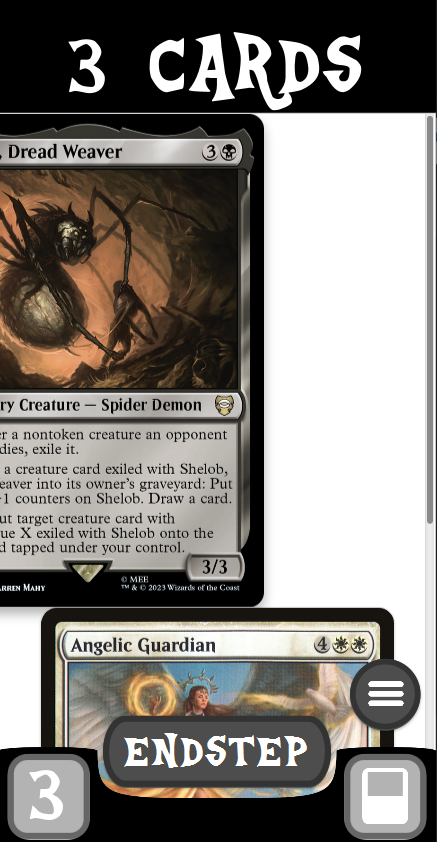 3 CARDS
, Dread Weaver 3
ry Creature — Spider Demon
er a nontoken creature an opponent
dies, exile it.
a creature card exiled with Shelob,
eaver into its owner's graveyard: Put
+1 counters on Shelob. Draw a card.
ut target creature card with
ue X exiled with Shelob onto the
d tapped under your control.
3/3
ARREN MAHY
© MEE
™ & © 2023 Wizards of the Coast
Angelic Guardian 4
ENDSTEP
3